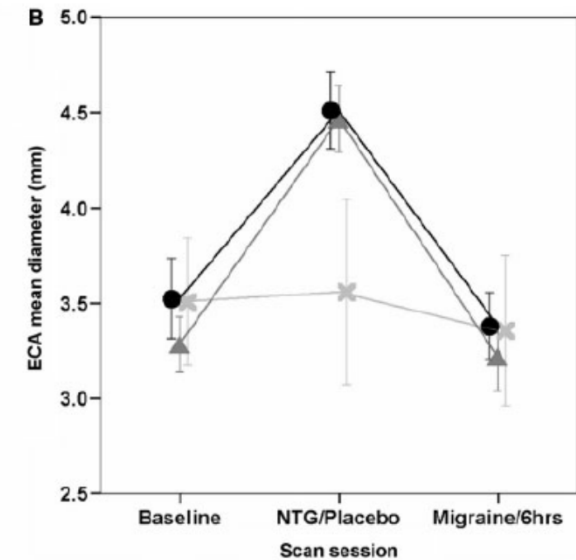 B
5.0
4.5
4.0
3.5
3.0
2.5
ECA mean diameter (mm)
Baseline NTG/Placebo Migraine/6hrs
Scan session